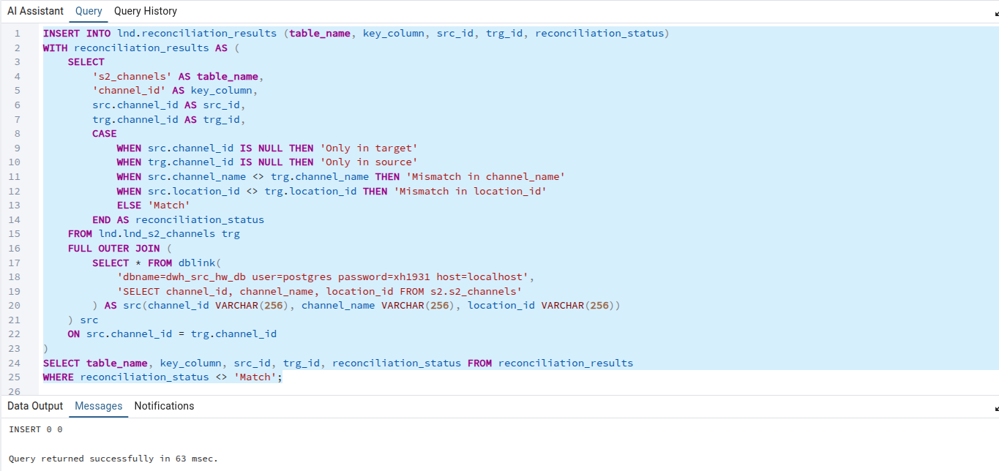 AI Assistant Query Query History
1 INSERT INTO lnd.reconciliation_results (table_name, key_column, src_id, trg_id, reconciliation_status)
2 WITH reconciliation_results AS (
3     SELECT
4         's2_channels' AS table_name,
5         'channel_id' AS key_column,
6         src.channel_id AS src_id,
7         trg.channel_id AS trg_id,
8         CASE
9             WHEN src.channel_id IS NULL THEN 'Only in target'
10             WHEN trg.channel_id IS NULL THEN 'Only in source'
11             WHEN src.channel_name <> trg.channel_name THEN 'Mismatch in channel_name'
12             WHEN src.location_id <> trg.location_id THEN 'Mismatch in location_id'
13             ELSE 'Match'
14         END AS reconciliation_status
15     FROM lnd.lnd_s2_channels trg
16     FULL OUTER JOIN (
17         SELECT * FROM dblink(
18             'dbname=dwh_src_hw_db user=postgres password=xh1931 host=localhost',
19             'SELECT channel_id, channel_name, location_id FROM s2.s2_channels'
20         ) AS src(channel_id VARCHAR(256), channel_name VARCHAR(256), location_id VARCHAR(256))
21     ) src
22     ON src.channel_id = trg.channel_id
23 )
24 SELECT table_name, key_column, src_id, trg_id, reconciliation_status FROM reconciliation_results
25 WHERE reconciliation_status <> 'Match';
26
Data Output Messages Notifications
INSERT 0 0
Query returned successfully in 63 msec.